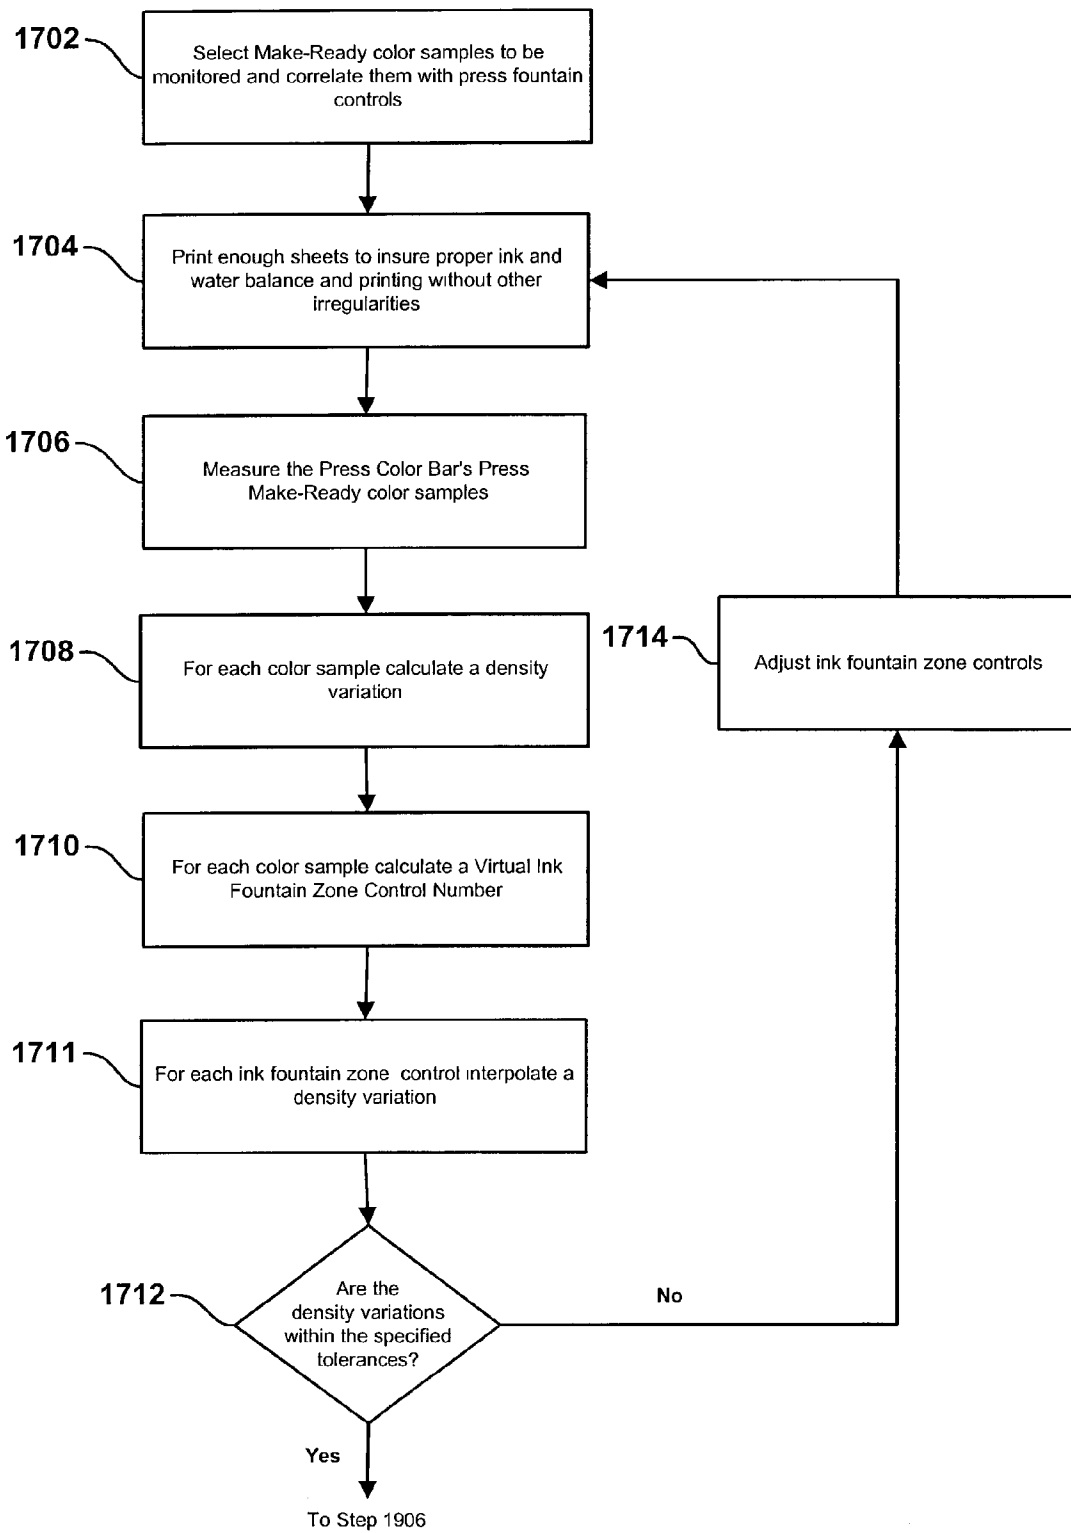 1702
Select Make-Ready color samples to be
monitored and correlate them with press fountain
controls
1704
Print enough sheets to insure proper ink and
water balance and printing without other
irregularities
1706
Measure the Press Color Bar's Press
Make-Ready color samples
1708
For each color sample calculate a density
variation
1714
Adjust ink fountain zone controls
1710
For each color sample calculate a Virtual Ink
Fountain Zone Control Number
1711
For each ink fountain zone control interpolate a
density variation
1712
Are the
density variations
within the specified
tolerances?
No
Yes
To Step 1906